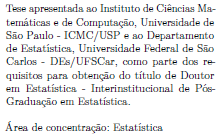 Tese apresentada ao Instituto de Ciências Ma-
temáticas e de Computação, Universidade de
São Paulo - ICMC/USP e ao Departamento
de Estatística, Universidade Federal de São
Carlos - DEs/UFSCar, como parte dos re-
quisitos para obtenção do título de Doutor
em Estatística - Interinstitucional de Pós-
Graduação em Estatística.
Área de concentração: Estatística